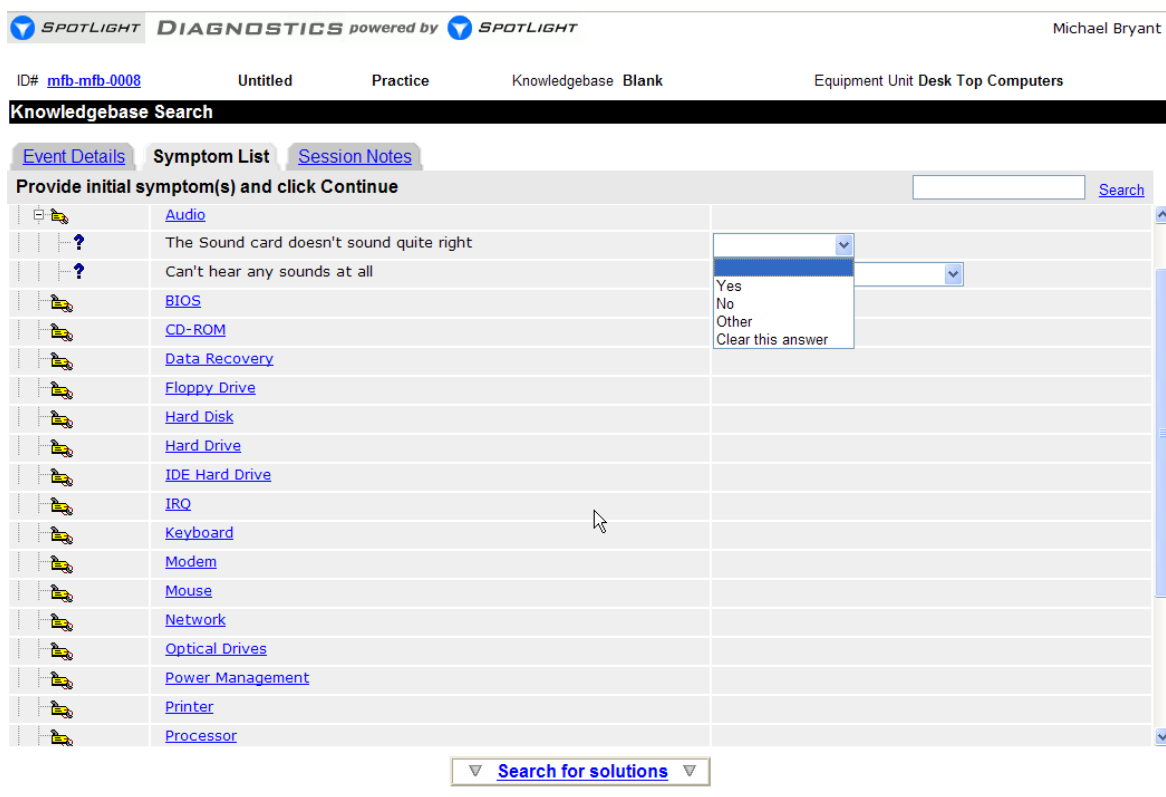 SPOTLIGHT DIAGNOSTICS powered by SPOTLIGHT Michael Bryant
ID# mfb-mfb-0008 Untitled Practice Knowledgebase Blank Equipment Unit Desk Top Computers
Knowledgebase Search
Event Details Symptom List Session Notes
Provide initial symptom(s) and click Continue Search
Audio
? The Sound card doesn't sound quite right
? Can't hear any sounds at all
Yes
No
Other
Clear this answer
BIOS
CD-ROM
Data Recovery
Floppy Drive
Hard Disk
Hard Drive
IDE Hard Drive
IRQ
Keyboard
Modem
Mouse
Network
Optical Drives
Power Management
Printer
Processor
Search for solutions